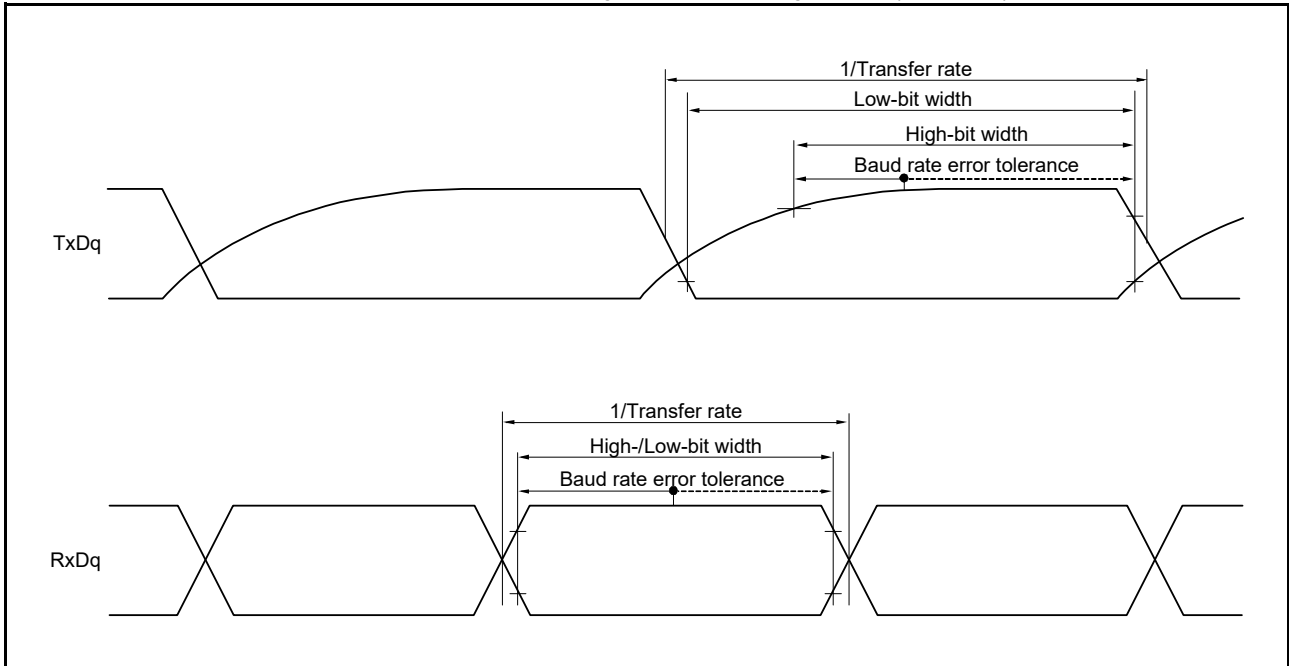 1/Transfer rate
Low-bit width
High-bit width
Baud rate error tolerance
TxDq
1/Transfer rate
High-/Low-bit width
Baud rate error tolerance
RxDq